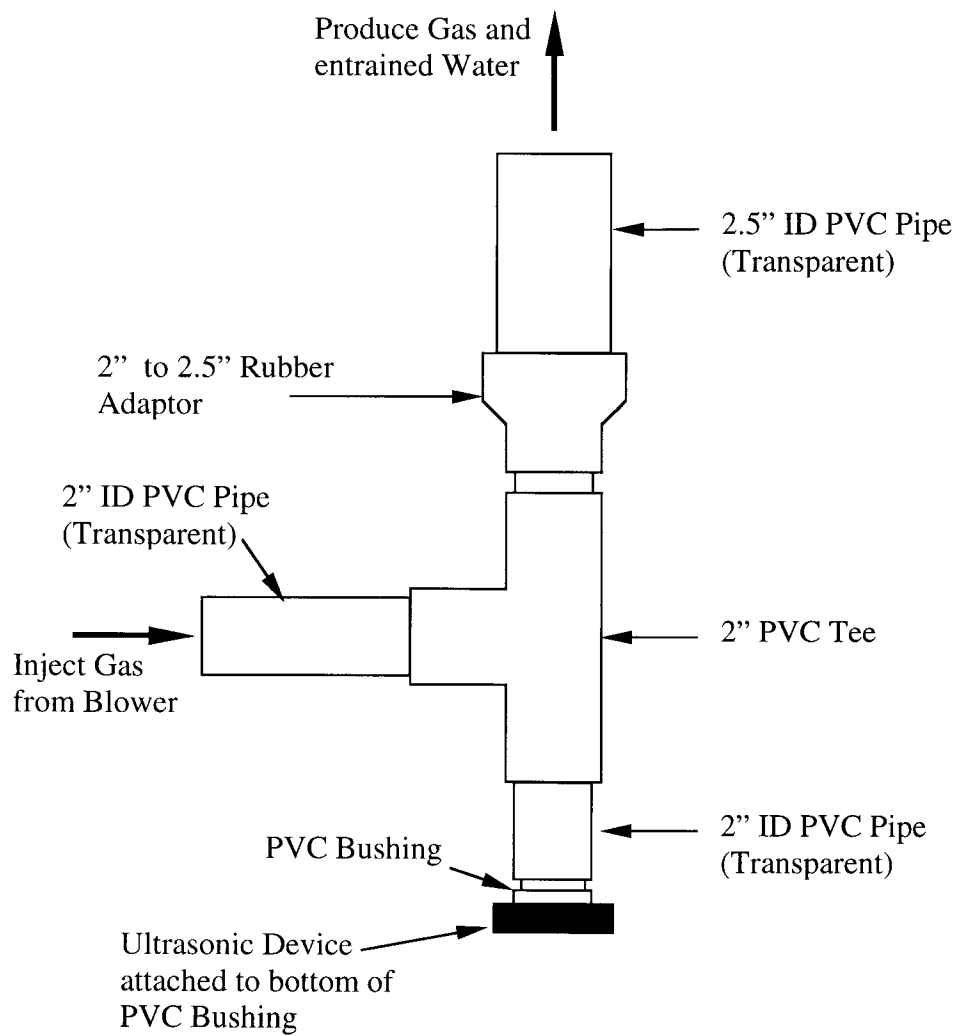 Produce Gas and
entrained Water
2.5” ID PVC Pipe
(Transparent)
2” to 2.5” Rubber
Adaptor
2” ID PVC Pipe
(Transparent)
Inject Gas
from Blower
2” PVC Tee
2” ID PVC Pipe
(Transparent)
PVC Bushing
Ultrasonic Device
attached to bottom of
PVC Bushing